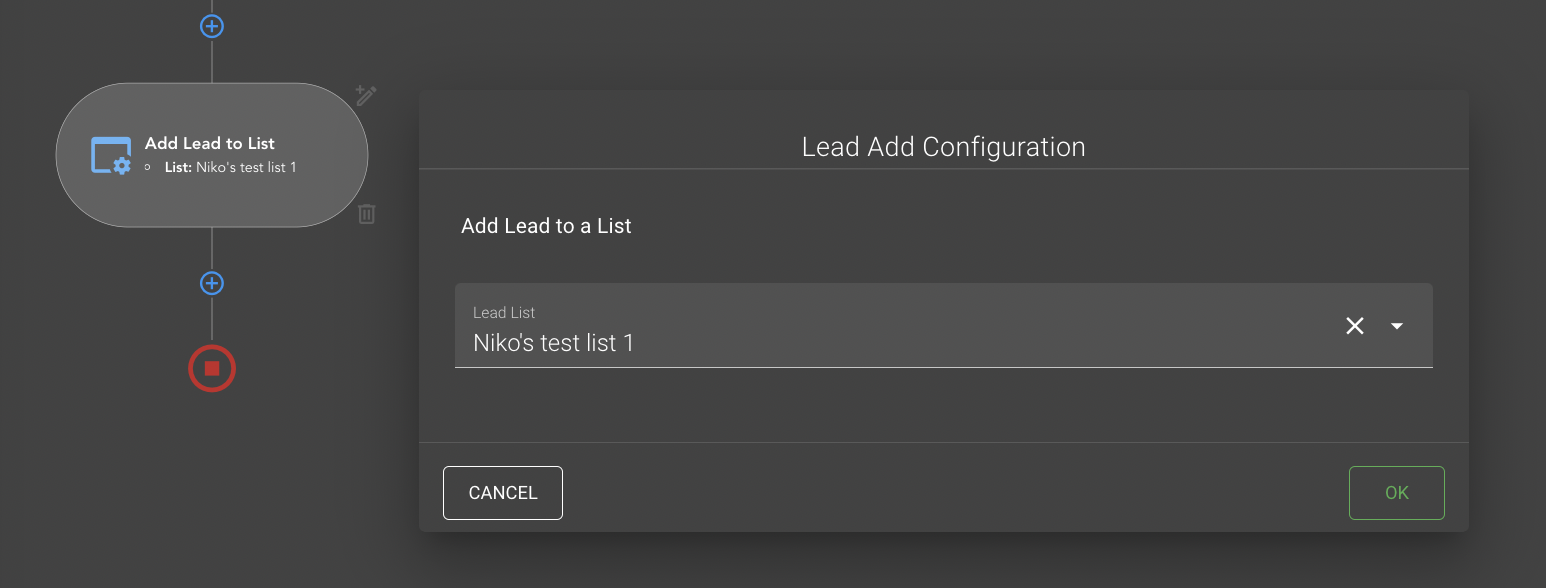 Add Lead to List
List: Niko's test list 1
Lead Add Configuration
Add Lead to a List
Lead List
Niko's test list 1
CANCEL
OK